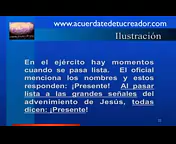 www.acuerdatedetucreador.com
Ilustración
En el ejército hay momentos
cuando se pasa lista. El oficial
menciona los nombres y estos
responden: ¡Presente! Al pasar
lista a las grandes señales del
advenimiento de Jesús, todas
dicen: ¡Presente!